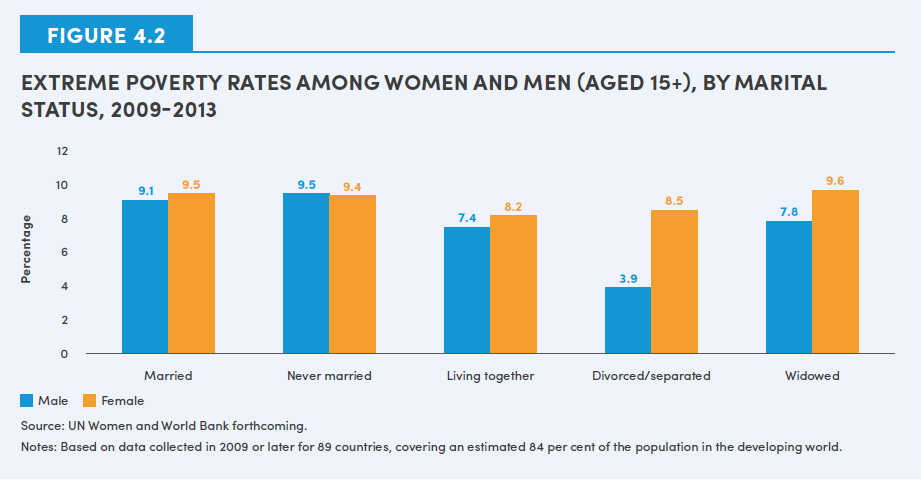 FIGURE 4.2
EXTREME POVERTY RATES AMONG WOMEN AND MEN (AGED 15+), BY MARITAL
STATUS, 2009-2013
Percentage
12
10
8
6
4
2
0
9.1 9.5 9.5 9.4 7.4 8.2 3.9 8.5 7.8 9.6
Married Never married Living together Divorced/separated Widowed
Male Female
Source: UN Women and World Bank forthcoming.
Notes: Based on data collected in 2009 or later for 89 countries, covering an estimated 84 per cent of the population in the developing world.